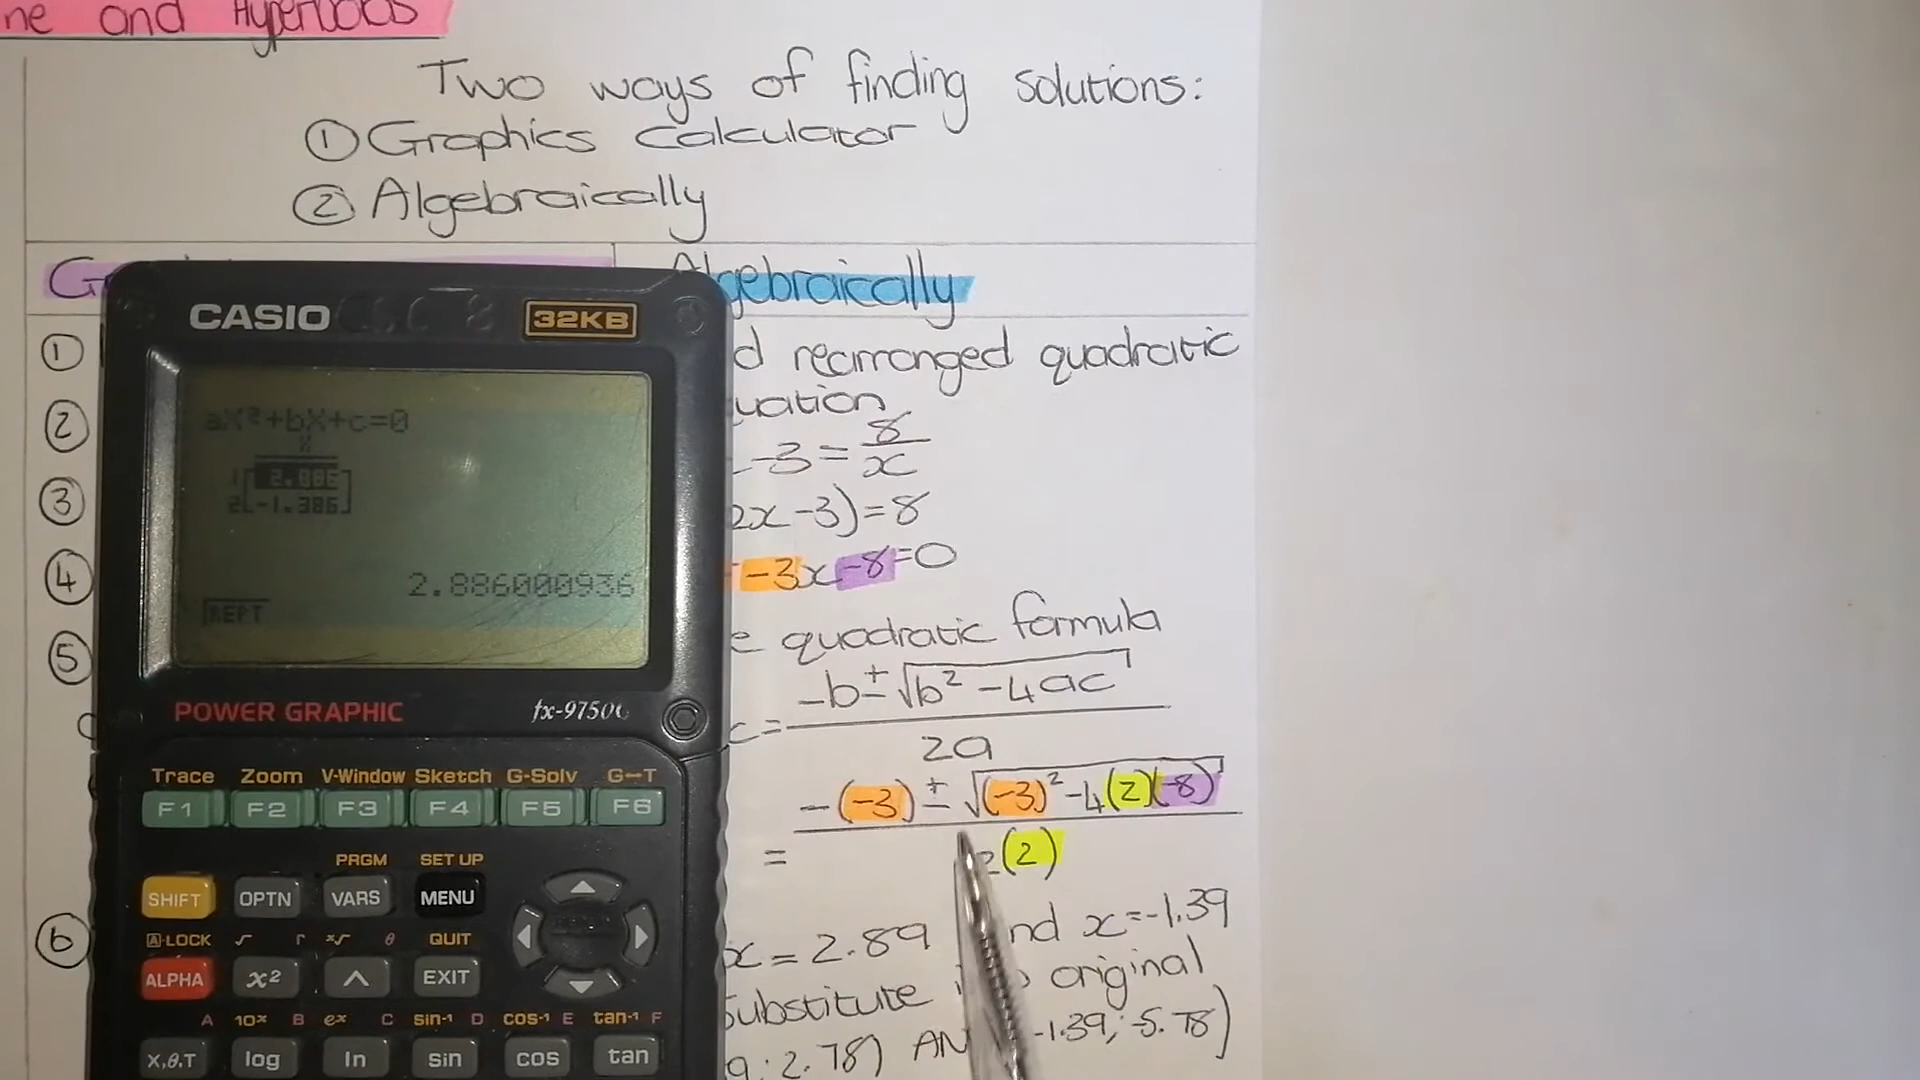 ne and Hyperbolas
Two ways of finding solutions:
① Graphics Calculator
② Algebraically
G
Algebraically
①
d rearranged quadratic
②
uation
-3 = 8/x
③
2x-3)=8
④
-3x-8=0
e quadratic formula
⑤
= -b±√b²-4ac
2a
= -(-3) ± √(-3)²-4(2)(-8)
2(2)
⑥
x=2.89 nd x=-1.39
Substitute original
9; 2.78) AN -1.39; -5.78)
CASIO
32KB
aX²+bX+c=0
X
1[ 2.886]
2[-1.386]
2.886000936
REPT
POWER GRAPHIC
fx-9750G
Trace Zoom V-Window Sketch G-Solv G↔T
F1 F2 F3 F4 F5 F6
PRGM SET UP
SHIFT OPTN VARS MENU
A-LOCK √ r ˣ√ θ QUIT
ALPHA x² ^ EXIT
A 10ˣ B eˣ C sin⁻¹ D cos⁻¹ E tan⁻¹ F
X,θ,T log ln sin cos tan